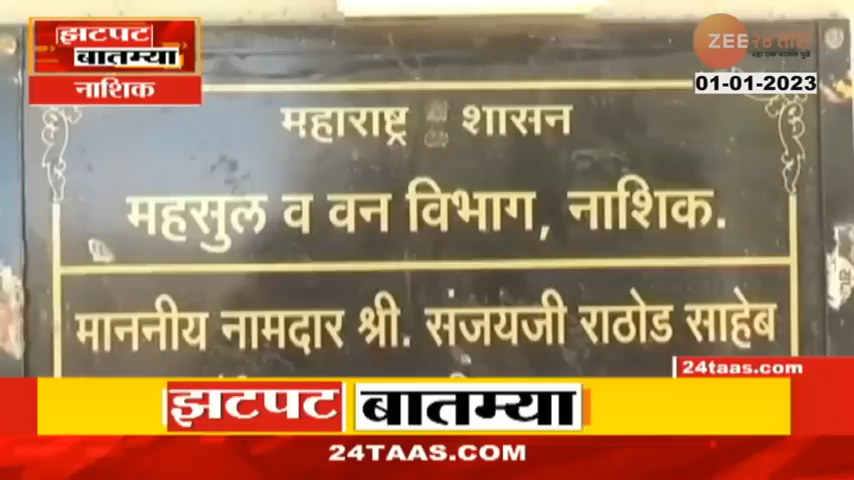 झटपट
बातम्या
नाशिक
ZEE २४ तास
01-01-2023
महाराष्ट्र शासन
महसुल व वन विभाग, नाशिक.
माननीय नामदार श्री. संजयजी राठोड साहेब
24taas.com
झटपट बातम्या
24TAAS.COM